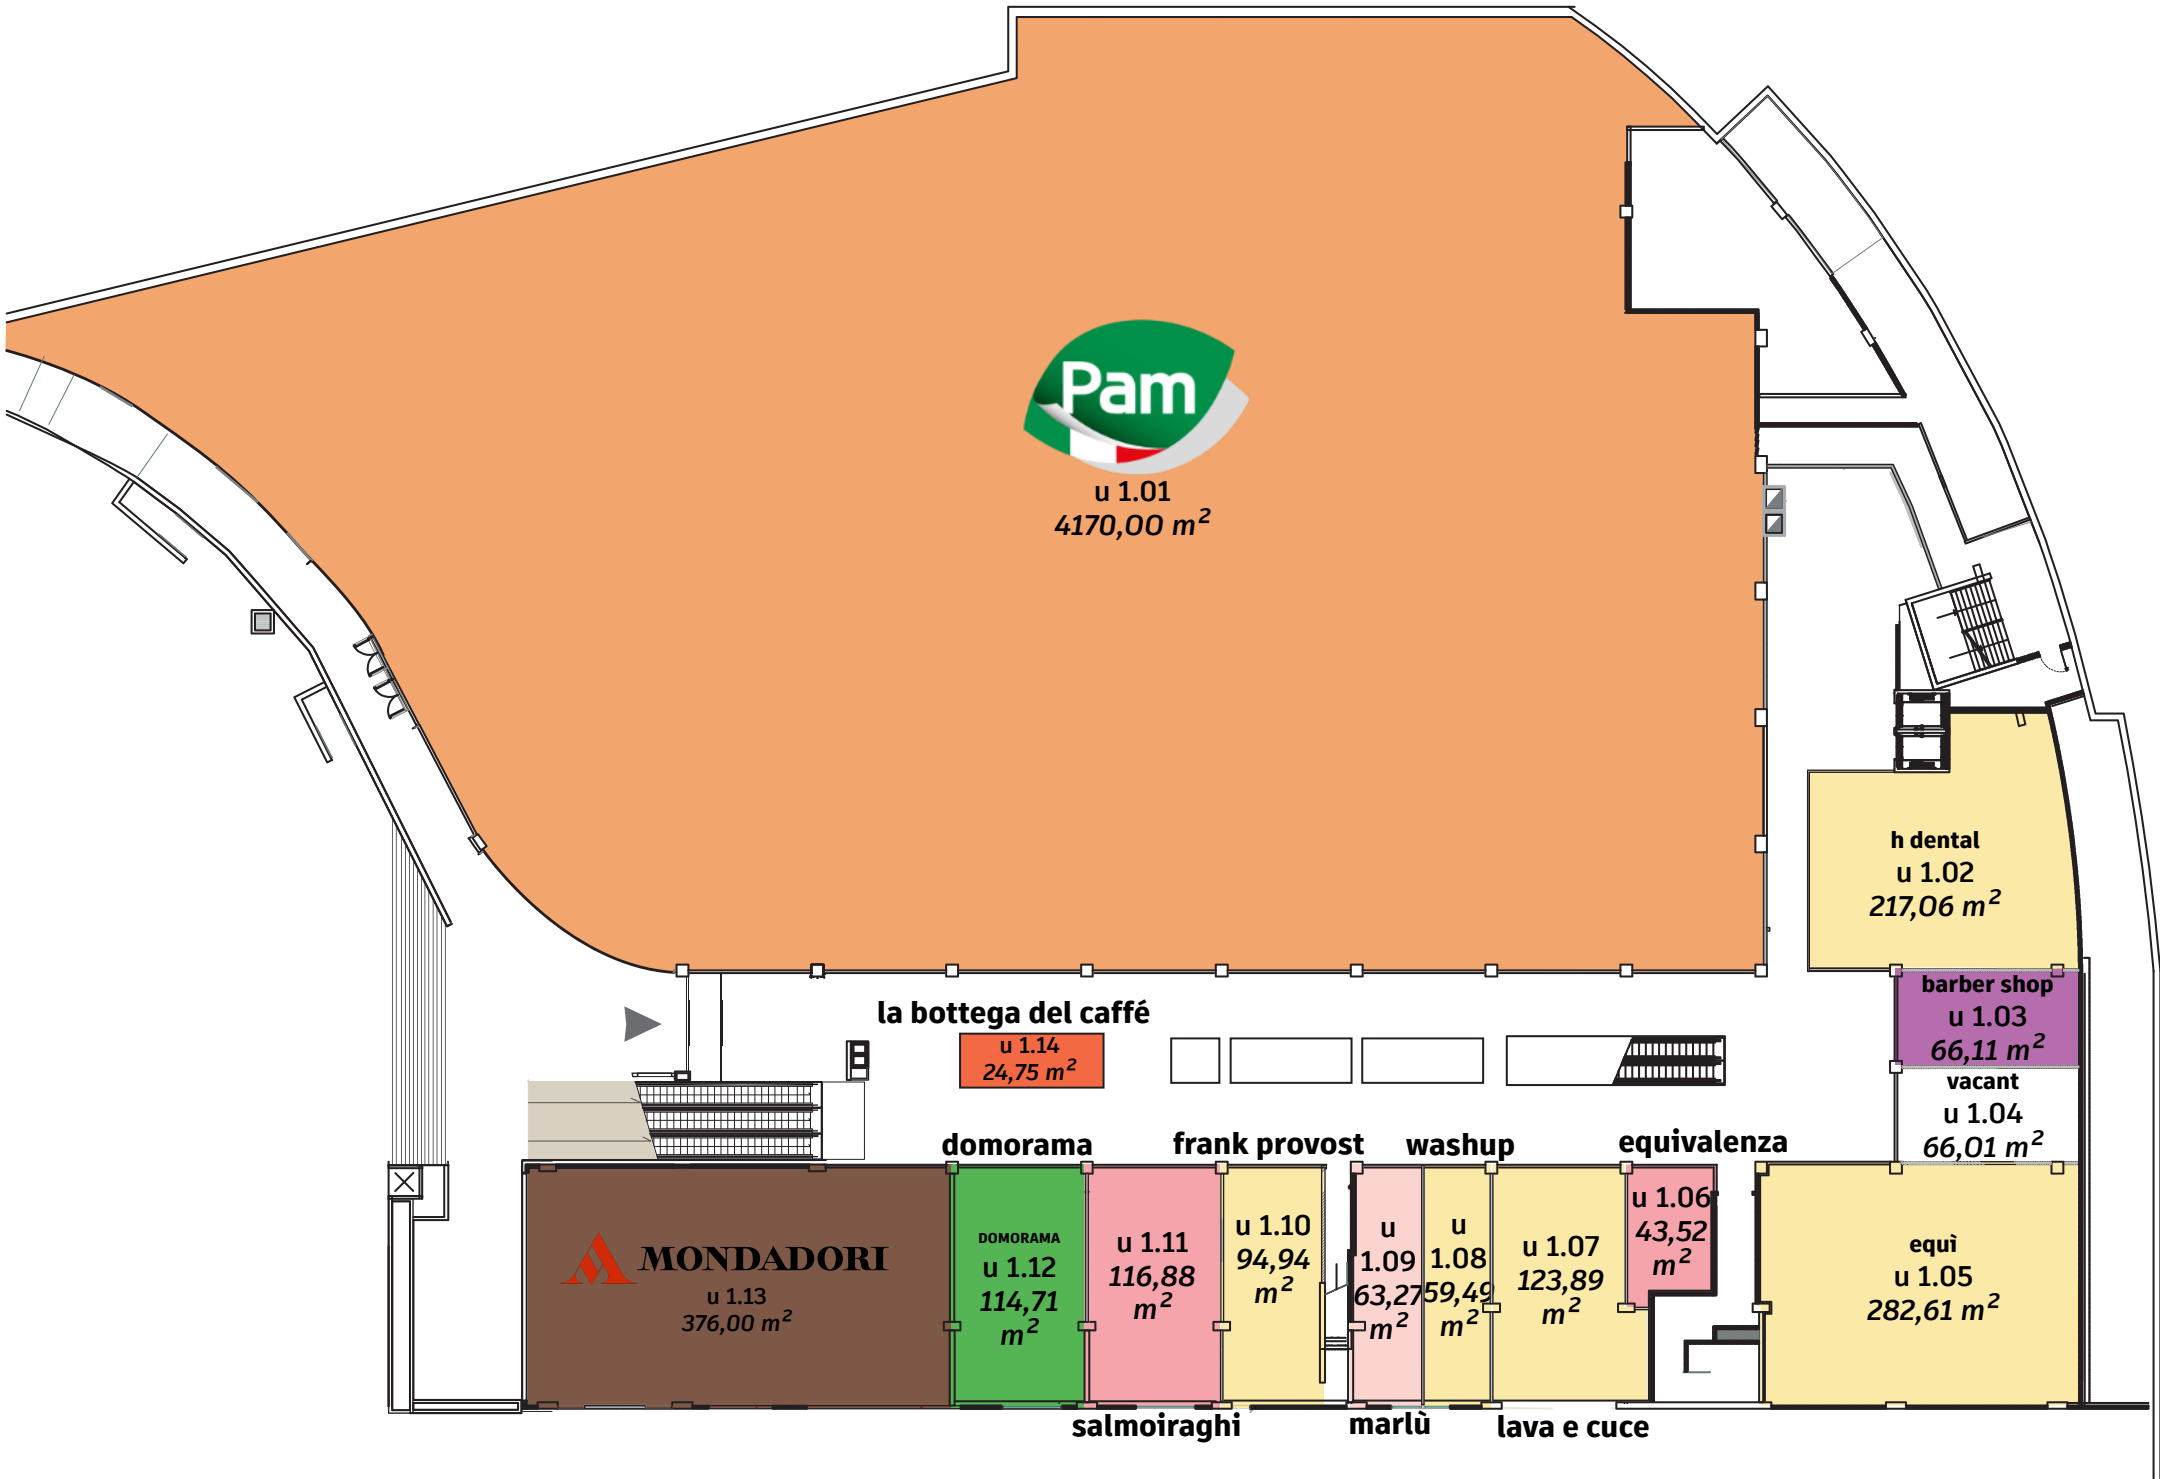 Pam
u 1.01
4170,00 m²
h dental
u 1.02
217,06 m²
barber shop
u 1.03
66,11 m²
vacant
u 1.04
66,01 m²
la bottega del caffé
u 1.14
24,75 m²
domorama
frank provost
washup
equivalenza
MONDADORI
u 1.13
376,00 m²
DOMORAMA
u 1.12
114,71
m²
u 1.11
116,88
m²
u 1.10
94,94
m²
u
1.09
63,27
m²
u
1.08
59,49
m²
u 1.07
123,89
m²
u 1.06
43,52
m²
equì
u 1.05
282,61 m²
salmoiraghi
marlù
lava e cuce